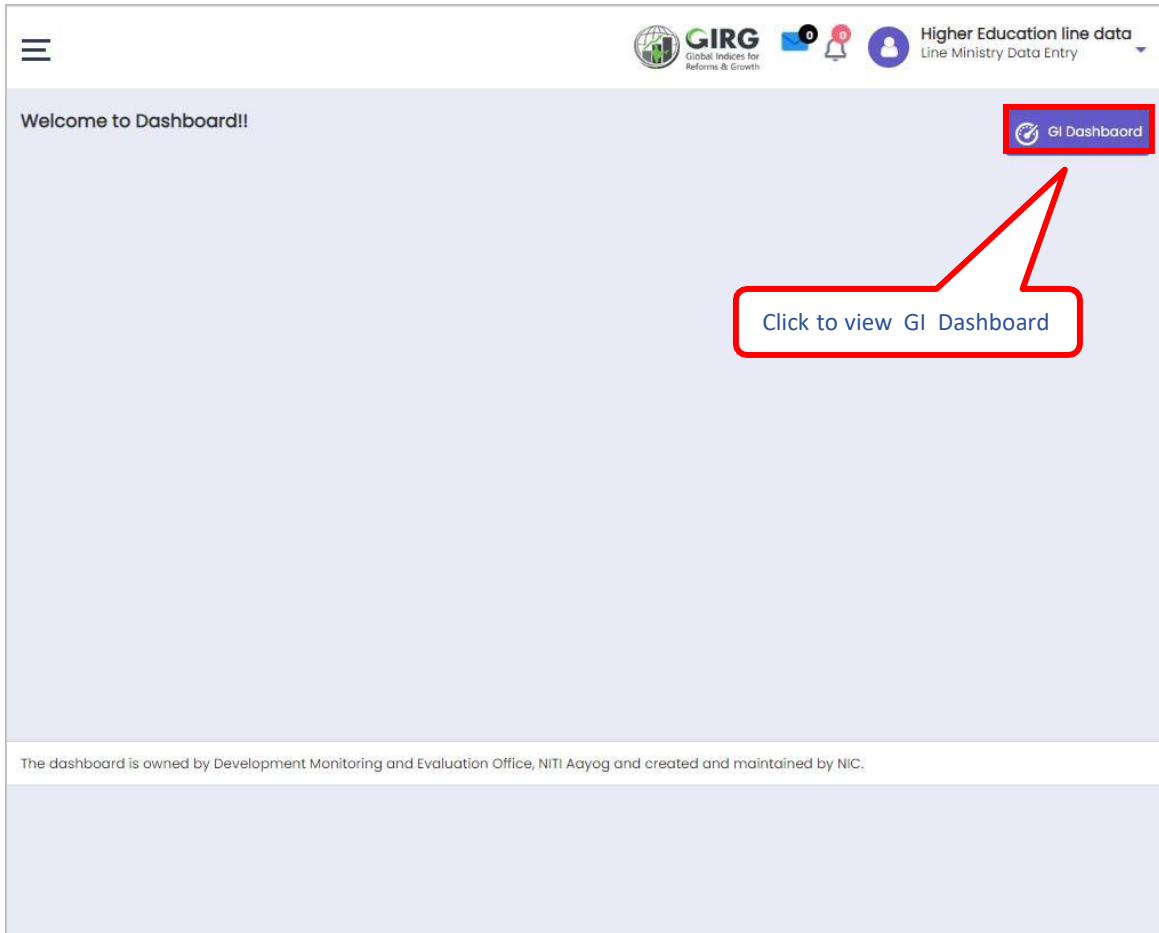 GIRG
Global Indices for
Reforms & Growth
0
0
Higher Education line data
Line Ministry Data Entry
Welcome to Dashboard!!
GI Dashbaord
Click to view GI Dashboard
The dashboard is owned by Development Monitoring and Evaluation Office, NITI Aayog and created and maintained by NIC.